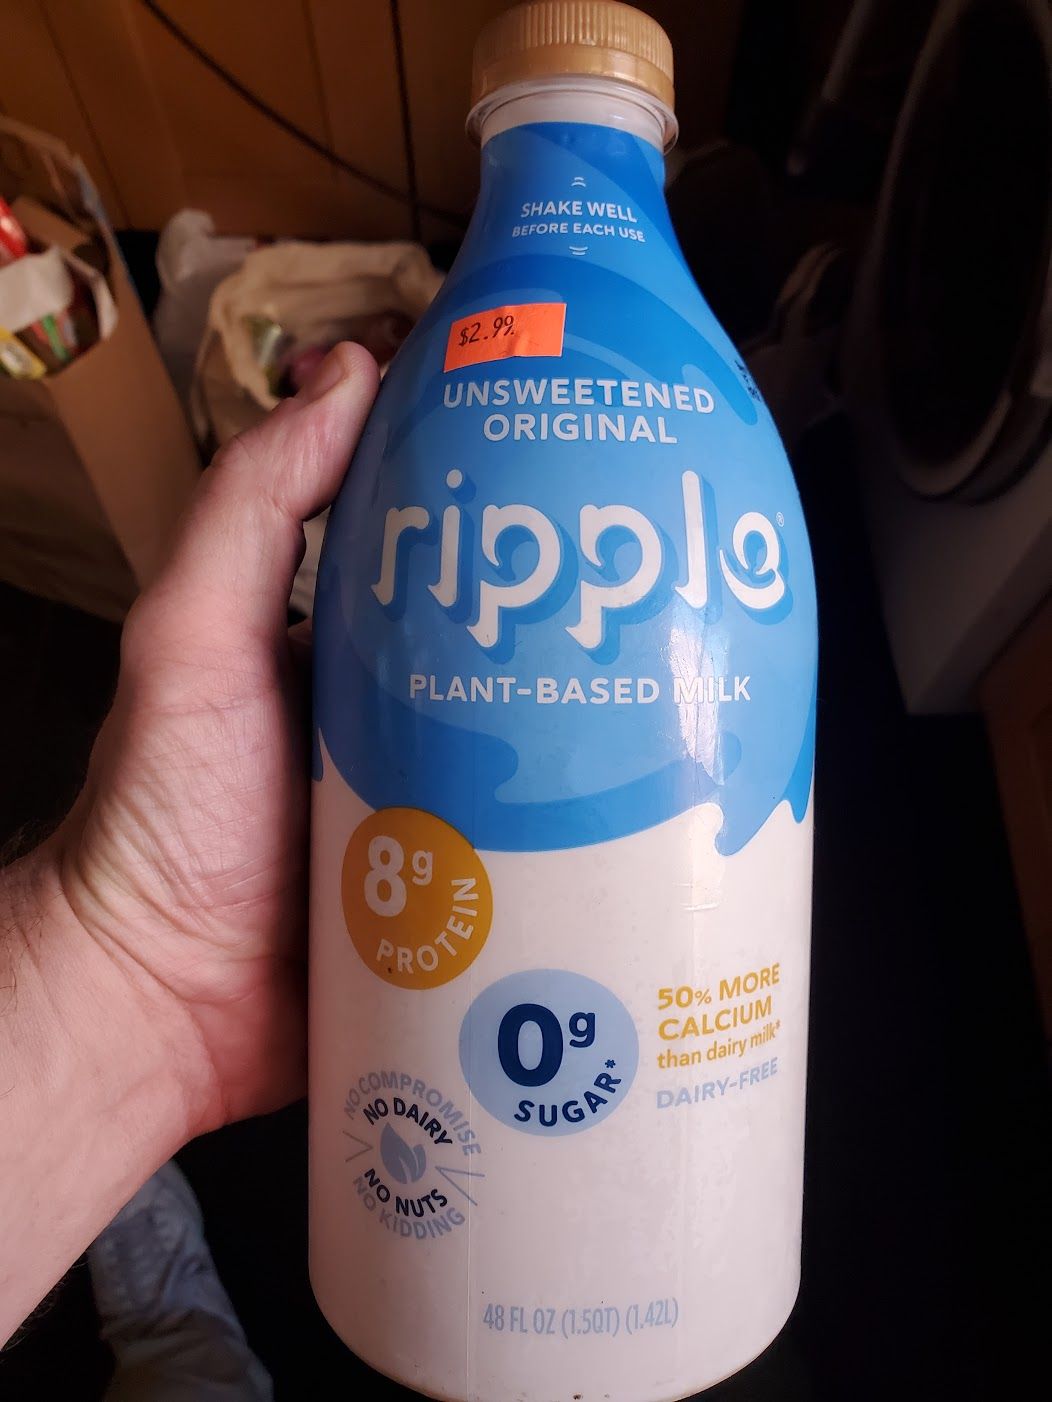 SHAKE WELL
BEFORE EACH USE
$2.99
UNSWEETENED
ORIGINAL
ripple®
PLANT-BASED MILK
8g
PROTEIN
0g
SUGAR*
50% MORE
CALCIUM
than dairy milk*
DAIRY-FREE
NO COMPROMISE
NO DAIRY
NO NUTS
NO KIDDING
48 FL OZ (1.5QT) (1.42L)